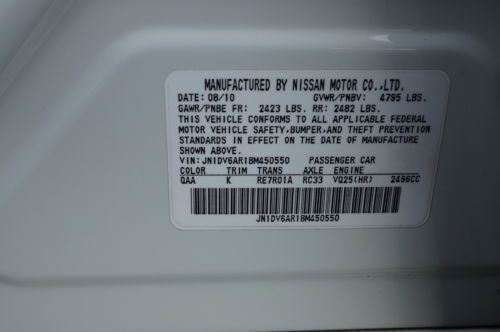 MANUFACTURED BY NISSAN MOTOR CO.,LTD.
DATE: 08/10 GVWR/PNBV: 4795 LBS.
GAWR/PNBE FR: 2423 LBS. RR: 2482 LBS.
THIS VEHICLE CONFORMS TO ALL APPLICABLE FEDERAL
MOTOR VEHICLE SAFETY,BUMPER,AND THEFT PREVENTION
STANDARDS IN EFFECT ON THE DATE OF MANUFACTURE
SHOWN ABOVE.
VIN: JN1DV6AR1BM450550 PASSENGER CAR
COLOR TRIM TRANS AXLE ENGINE
QAA K RE7R01A RC33 VQ25(HR) 2496CC
JN1DV6AR1BM450550